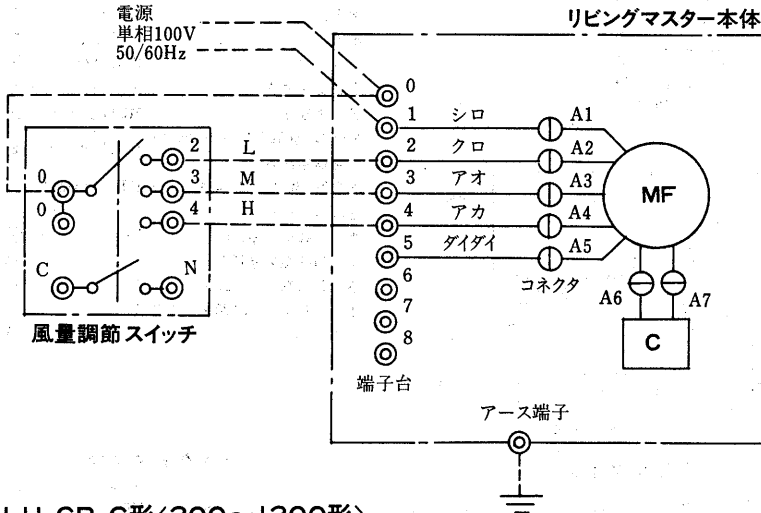 電源
単相100V
50/60Hz
リビングマスター本体
0
1
シロ
A1
2
クロ
A2
3
アオ
A3
4
アカ
A4
5
ダイダイ
A5
6
7
8
端子台
コネクタ
MF
A6
A7
C
L
M
H
0
0
2
3
4
C
N
風量調節スイッチ
アース端子